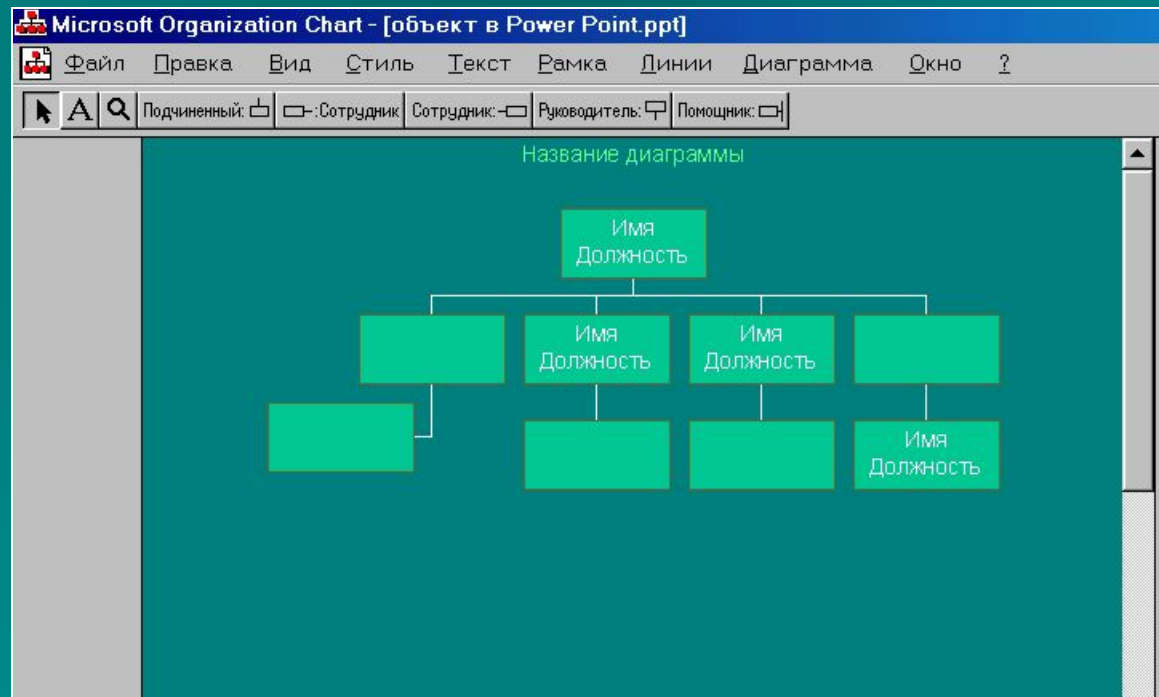 Microsoft Organization Chart - [объект в Power Point.ppt]
Файл Правка Вид Стиль Текст Рамка Линии Диаграмма Окно ?
A Подчиненный: :Сотрудник Сотрудник: Руководитель: Помощник:
Название диаграммы
Имя
Должность
Имя
Должность
Имя
Должность
Имя
Должность